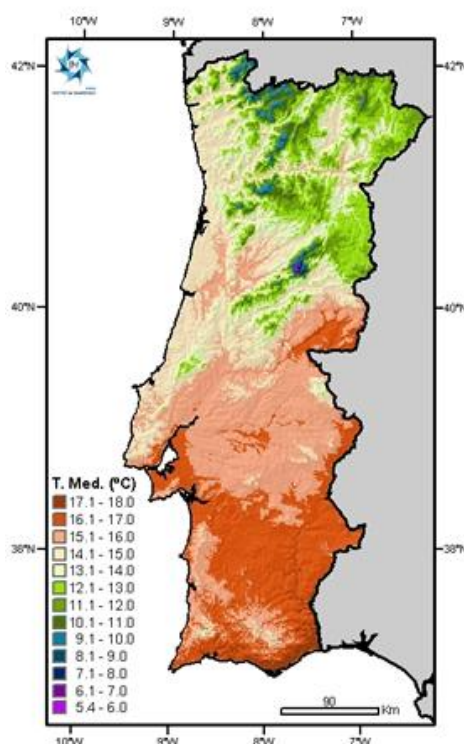 10°W 9°W 8°W 7°W
42°N 42°N
40°N 40°N
38°N 38°N
T. Med. (ºC)
17.1 - 18.0
16.1 - 17.0
15.1 - 16.0
14.1 - 15.0
13.1 - 14.0
12.1 - 13.0
11.1 - 12.0
10.1 - 11.0
9.1 - 10.0
8.1 - 9.0
7.1 - 8.0
6.1 - 7.0
5.4 - 6.0
90
Km
10°W 9°W 8°W 7°W